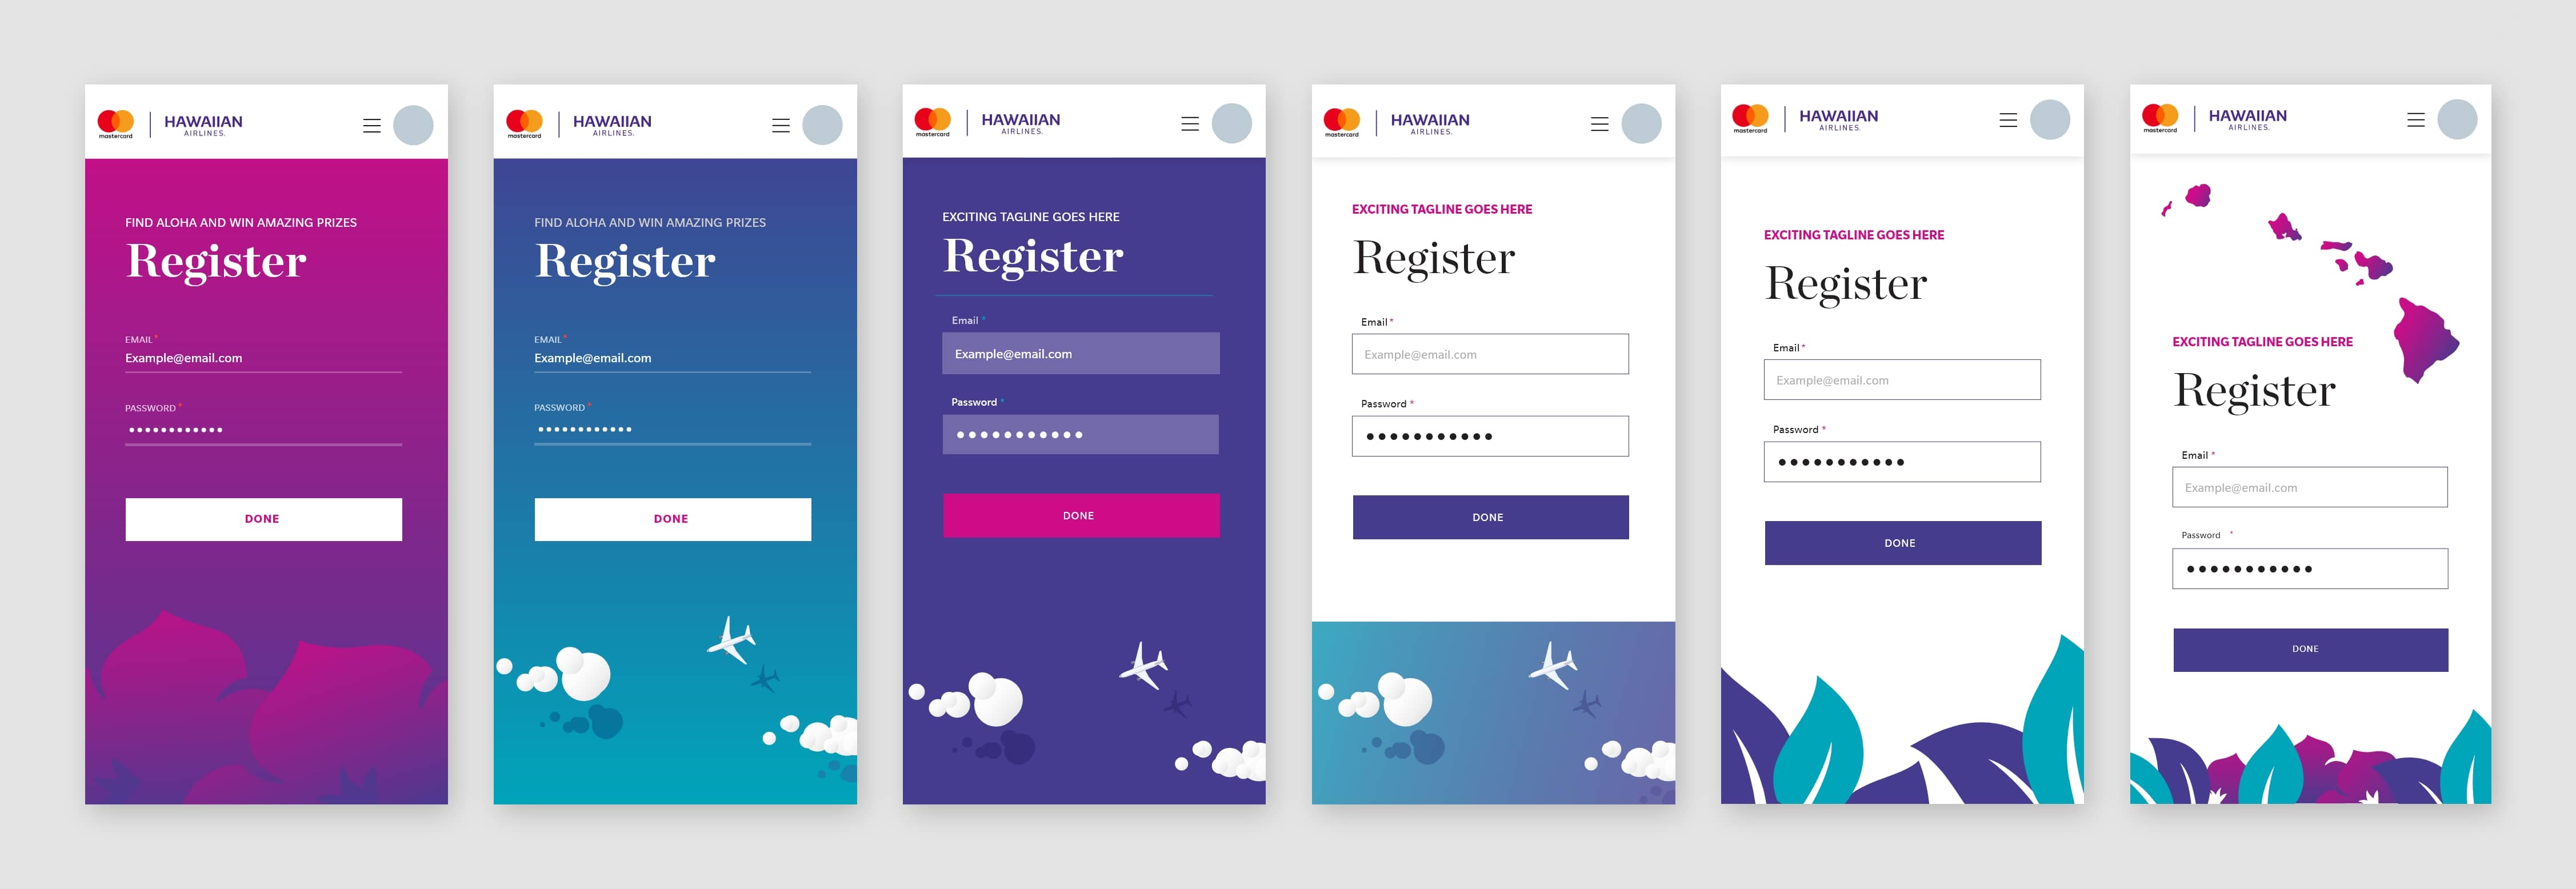 mastercard
HAWAIIAN
AIRLINES.
FIND ALOHA AND WIN AMAZING PRIZES
Register
EMAIL*
Example@email.com
PASSWORD*
DONE
mastercard
HAWAIIAN
AIRLINES.
FIND ALOHA AND WIN AMAZING PRIZES
Register
EMAIL*
Example@email.com
PASSWORD*
DONE
mastercard
HAWAIIAN
AIRLINES.
EXCITING TAGLINE GOES HERE
Register
Email *
Example@email.com
Password *
DONE
mastercard
HAWAIIAN
AIRLINES.
EXCITING TAGLINE GOES HERE
Register
Email *
Example@email.com
Password *
DONE
mastercard
HAWAIIAN
AIRLINES.
EXCITING TAGLINE GOES HERE
Register
Email *
Example@email.com
Password *
DONE
mastercard
HAWAIIAN
AIRLINES.
EXCITING TAGLINE GOES HERE
Register
Email *
Example@email.com
Password *
DONE